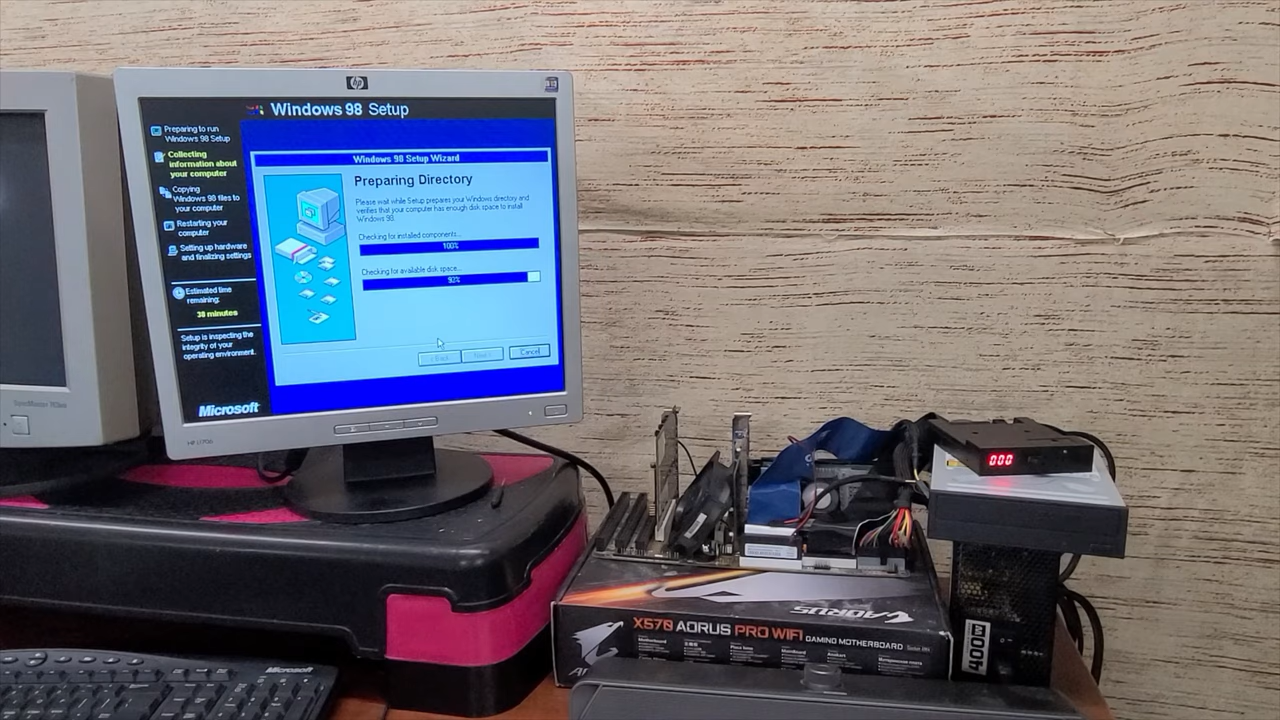 hp
Windows 98 Setup
Preparing to run
Windows 98 Setup
Collecting
information about
your computer
Copying
Windows 98 files to
your computer
Restarting your
computer
Setting up hardware
and finalizing settings
Estimated time
remaining:
38 minutes
Setup is inspecting the
integrity of your
operating environment.
Microsoft
Windows 98 Setup Wizard
Preparing Directory
Please wait while Setup prepares your Windows directory and
verifies that your computer has enough disk space to install
Windows 98.
Checking for installed components...
100%
Checking for available disk space...
93%
< Back
Next >
Cancel
000
AORUS
X570 AORUS PRO WIFI GAMING MOTHERBOARD
400W
Microsoft